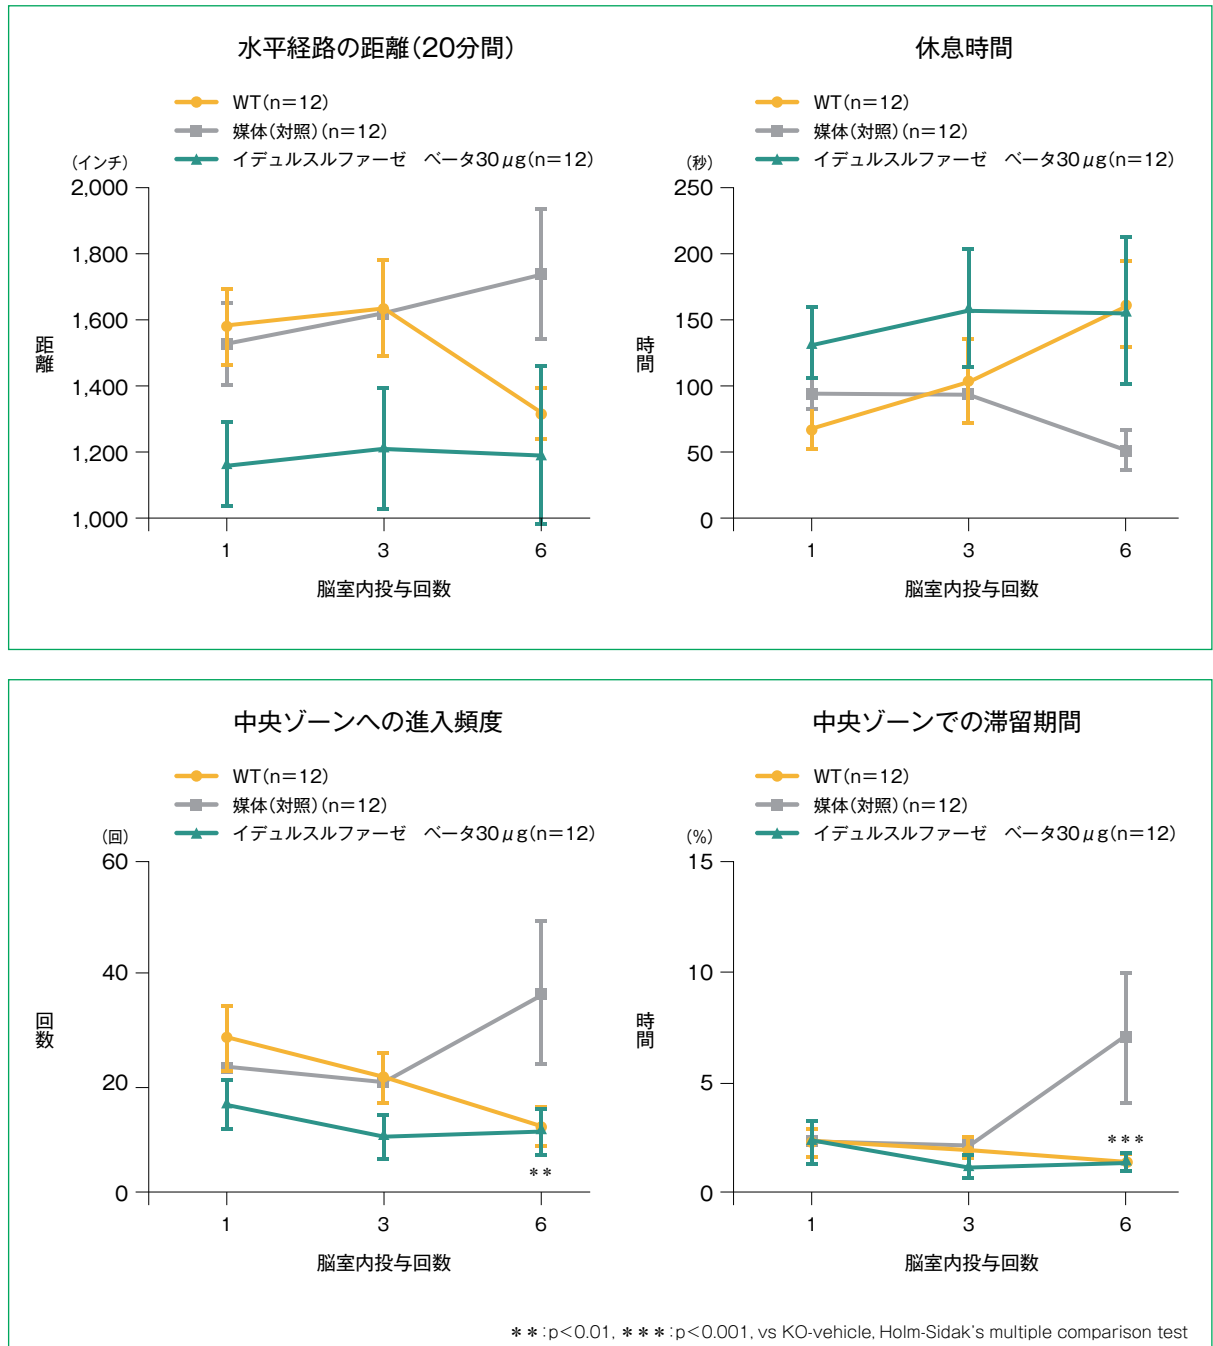 水平経路の距離（20分間）
WT（n＝12）
媒体（対照）（n＝12）
イデュルスルファーゼ　ベータ30μg（n＝12）
（インチ）
2,000
1,800
1,600
1,400
1,200
1,000
距離
1 3 6
脳室内投与回数
休息時間
WT（n＝12）
媒体（対照）（n＝12）
イデュルスルファーゼ　ベータ30μg（n＝12）
（秒）
250
200
150
100
50
0
時間
1 3 6
脳室内投与回数
中央ゾーンへの進入頻度
WT（n＝12）
媒体（対照）（n＝12）
イデュルスルファーゼ　ベータ30μg（n＝12）
（回）
60
40
20
0
回数
＊＊
1 3 6
脳室内投与回数
中央ゾーンでの滞留期間
WT（n＝12）
媒体（対照）（n＝12）
イデュルスルファーゼ　ベータ30μg（n＝12）
（%）
15
10
5
0
時間
＊＊＊
1 3 6
脳室内投与回数
＊＊：p＜0.01, ＊＊＊：p＜0.001, vs KO-vehicle, Holm-Sidak's multiple comparison test